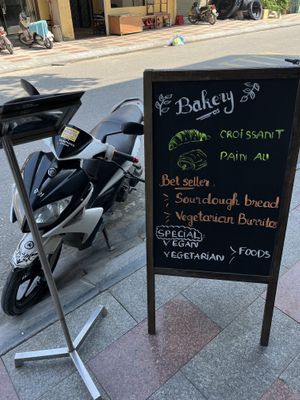 Bakery
CROISSANT
PAIN AU
Bet seller
> Sourdough bread
> Vegetarian Burrito
SPECIAL
VEGAN
VEGETARIAN > FOODS